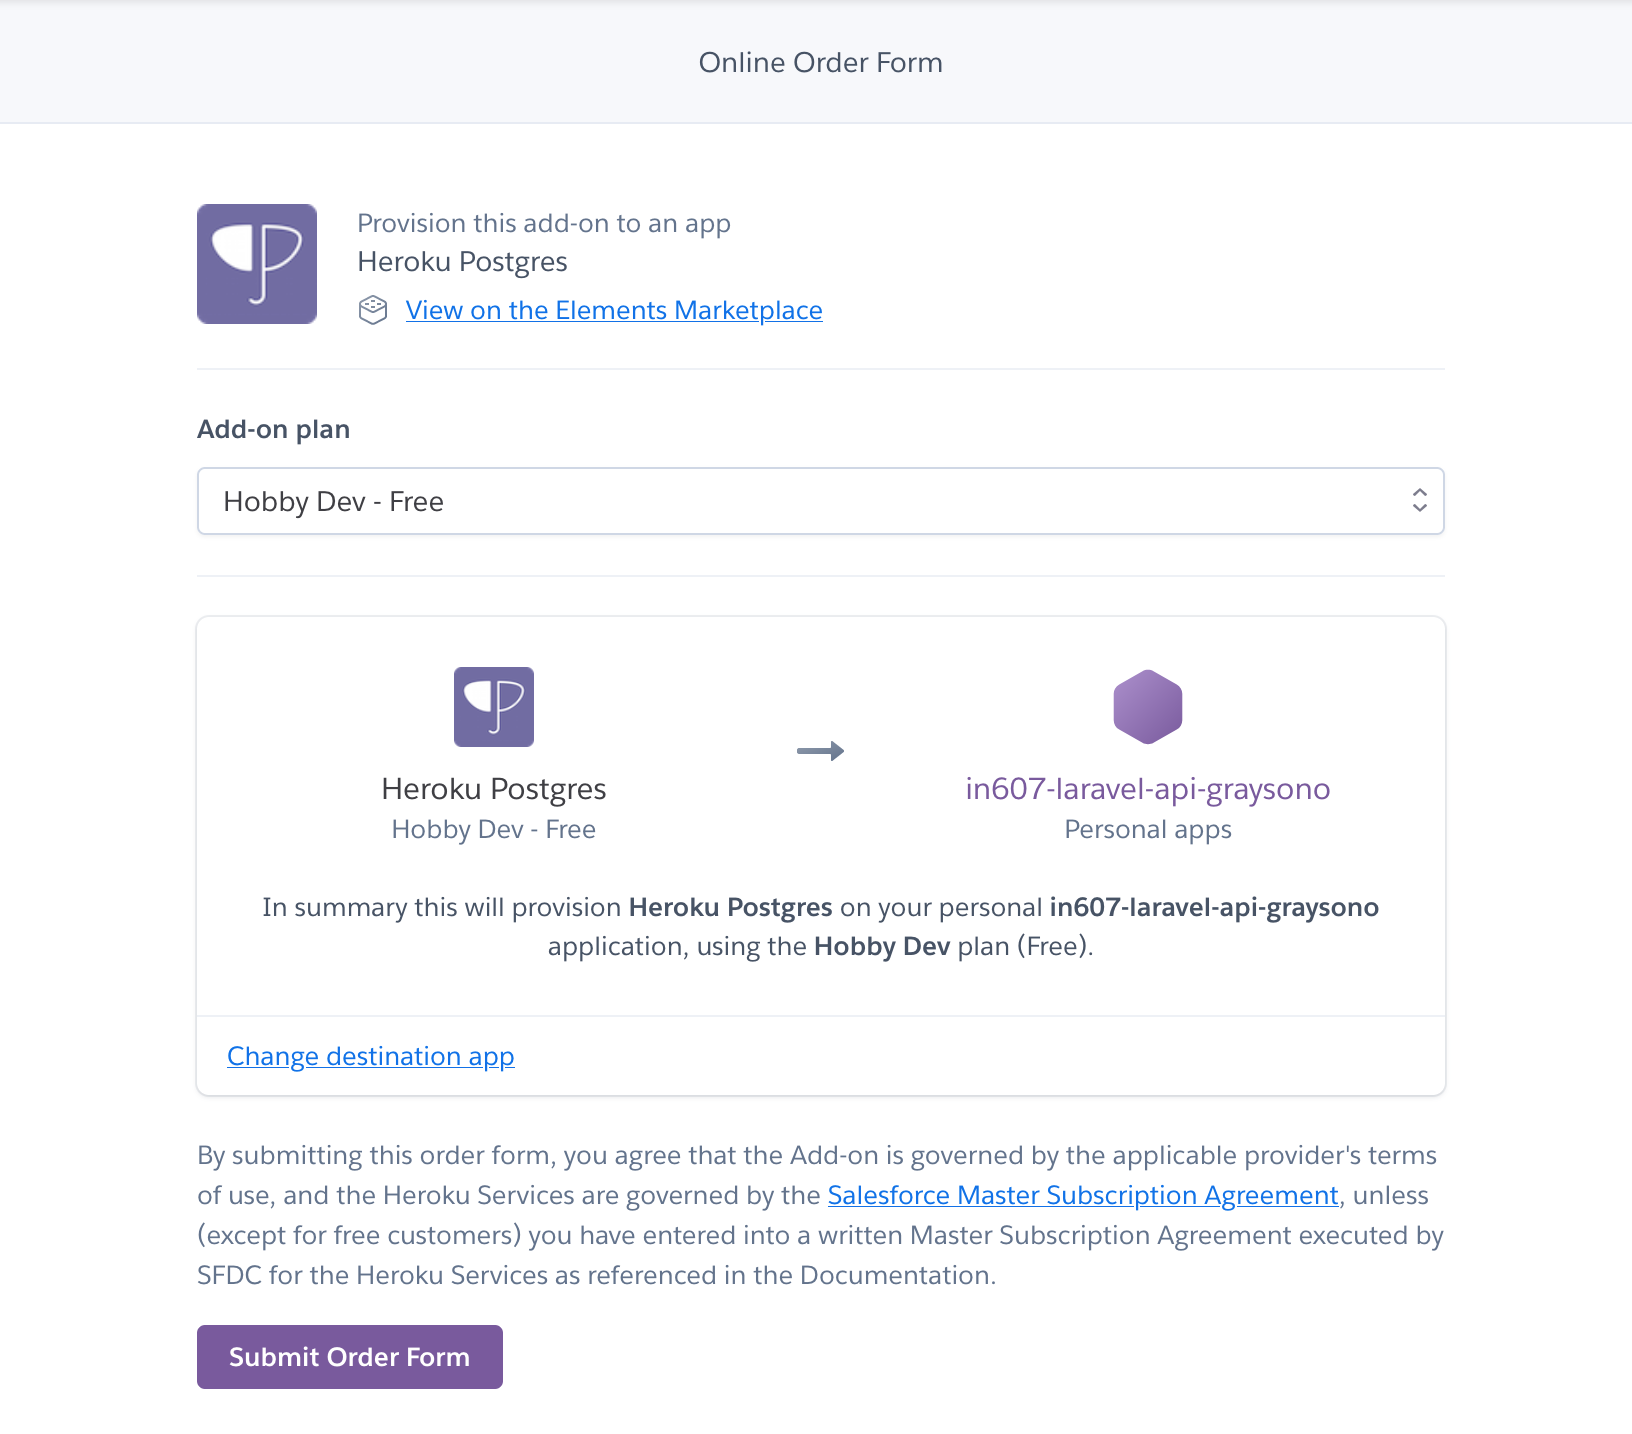 Online Order Form
Provision this add-on to an app
Heroku Postgres
View on the Elements Marketplace
Add-on plan
Hobby Dev - Free
Heroku Postgres
Hobby Dev - Free
in607-laravel-api-graysono
Personal apps
In summary this will provision Heroku Postgres on your personal in607-laravel-api-graysono
application, using the Hobby Dev plan (Free).
Change destination app
By submitting this order form, you agree that the Add-on is governed by the applicable provider's terms
of use, and the Heroku Services are governed by the Salesforce Master Subscription Agreement, unless
(except for free customers) you have entered into a written Master Subscription Agreement executed by
SFDC for the Heroku Services as referenced in the Documentation.
Submit Order Form